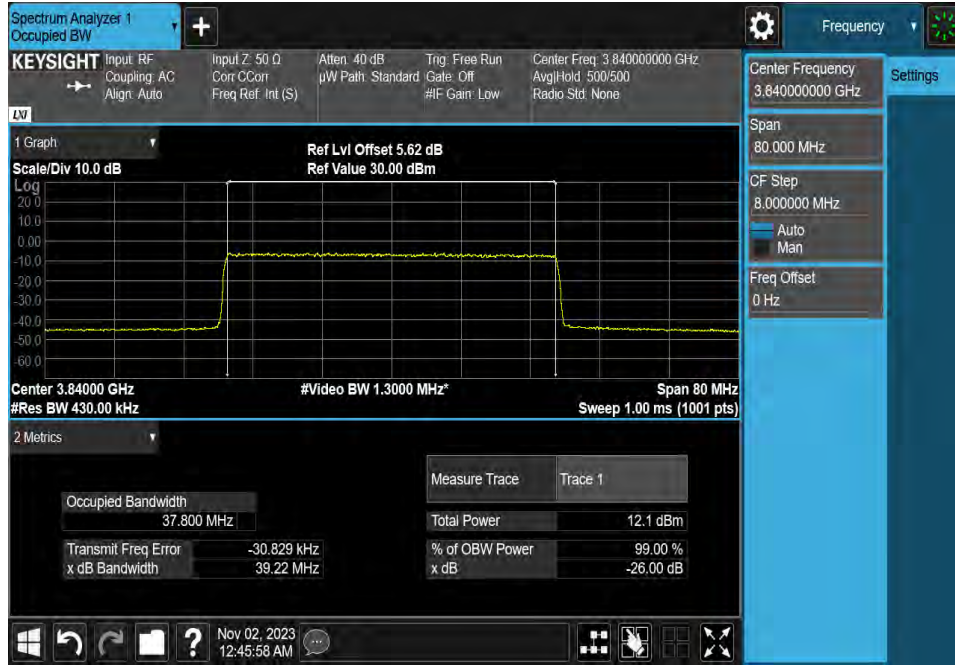 Spectrum Analyzer 1
Occupied BW
+
Frequency
KEYSIGHT
Input: RF
Coupling: AC
Align: Auto
Input Z: 50 Ω
Corr CCorr
Freq Ref: Int (S)
Atten: 40 dB
µW Path: Standard
Trig: Free Run
Gate: Off
#IF Gain: Low
Center Freq: 3.840000000 GHz
Avg|Hold: 500/500
Radio Std: None
LXI
Center Frequency
3.840000000 GHz
Settings
Span
80.000 MHz
CF Step
8.000000 MHz
Auto
Man
Freq Offset
0 Hz
1 Graph
Scale/Div 10.0 dB
Ref Lvl Offset 5.62 dB
Ref Value 30.00 dBm
Log
20.0
10.0
0.00
-10.0
-20.0
-30.0
-40.0
-50.0
-60.0
Center 3.84000 GHz
#Video BW 1.3000 MHz*
Span 80 MHz
#Res BW 430.00 kHz
Sweep 1.00 ms (1001 pts)
2 Metrics
Measure Trace
Trace 1
Occupied Bandwidth
37.800 MHz
Total Power
12.1 dBm
Transmit Freq Error
-30.829 kHz
% of OBW Power
99.00 %
x dB Bandwidth
39.22 MHz
x dB
-26.00 dB
?
Nov 02, 2023
12:45:58 AM